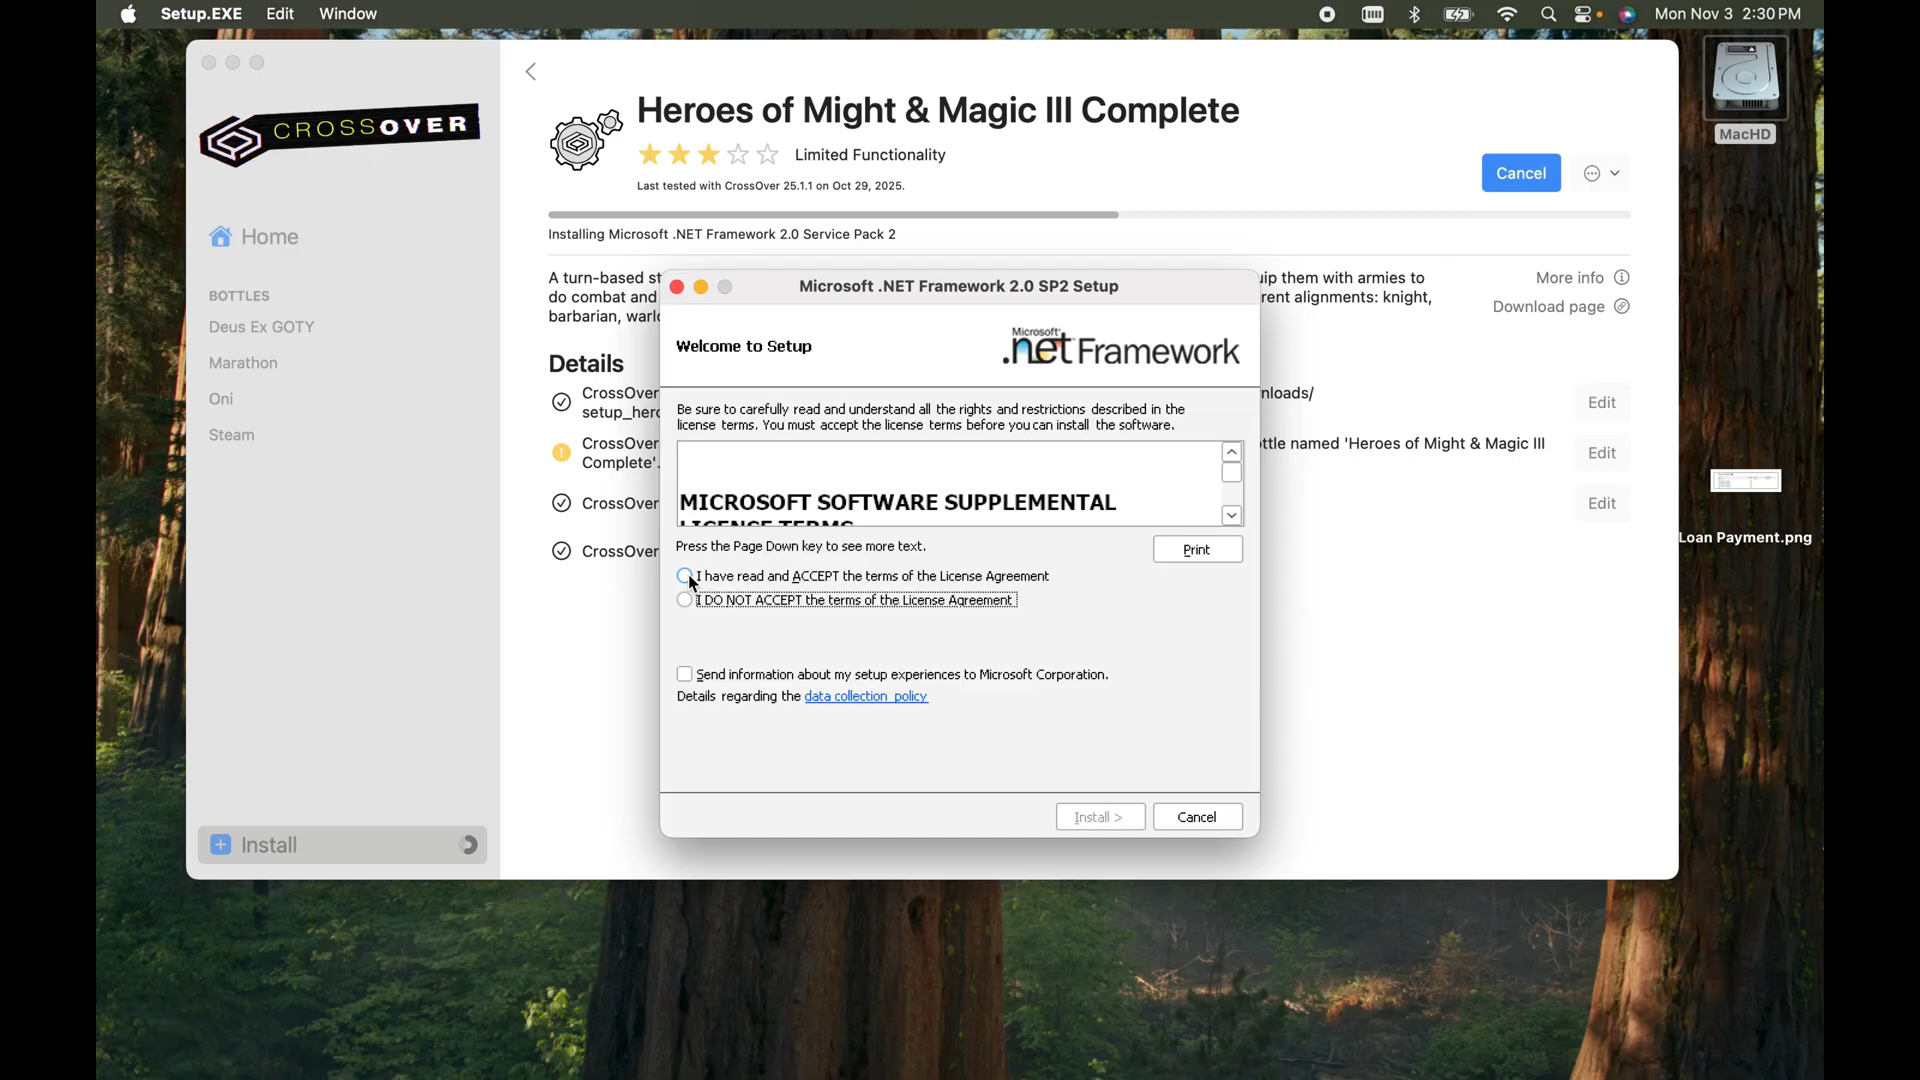 Setup.EXE Edit Window
Mon Nov 3 2:30 PM
MacHD
Loan Payment.png
CROSSOVER
Home
BOTTLES
Deus Ex GOTY
Marathon
Oni
Steam
Install
Heroes of Might & Magic III Complete
Limited Functionality
Last tested with CrossOver 25.1.1 on Oct 29, 2025.
Cancel
Installing Microsoft .NET Framework 2.0 Service Pack 2
A turn-based st
uip them with armies to
do combat and
rent alignments: knight,
barbarian, warlo
More info
Download page
Details
CrossOver
nloads/
setup_hero
Edit
CrossOver
ttle named 'Heroes of Might & Magic III
Complete'.
Edit
CrossOver
Edit
CrossOver
Microsoft .NET Framework 2.0 SP2 Setup
Welcome to Setup
Microsoft
.net Framework
Be sure to carefully read and understand all the rights and restrictions described in the
license terms. You must accept the license terms before you can install the software.
MICROSOFT SOFTWARE SUPPLEMENTAL
LICENSE TERMS
Press the Page Down key to see more text.
Print
I have read and ACCEPT the terms of the License Agreement
I DO NOT ACCEPT the terms of the License Agreement
Send information about my setup experiences to Microsoft Corporation.
Details regarding the data collection policy
Install >
Cancel